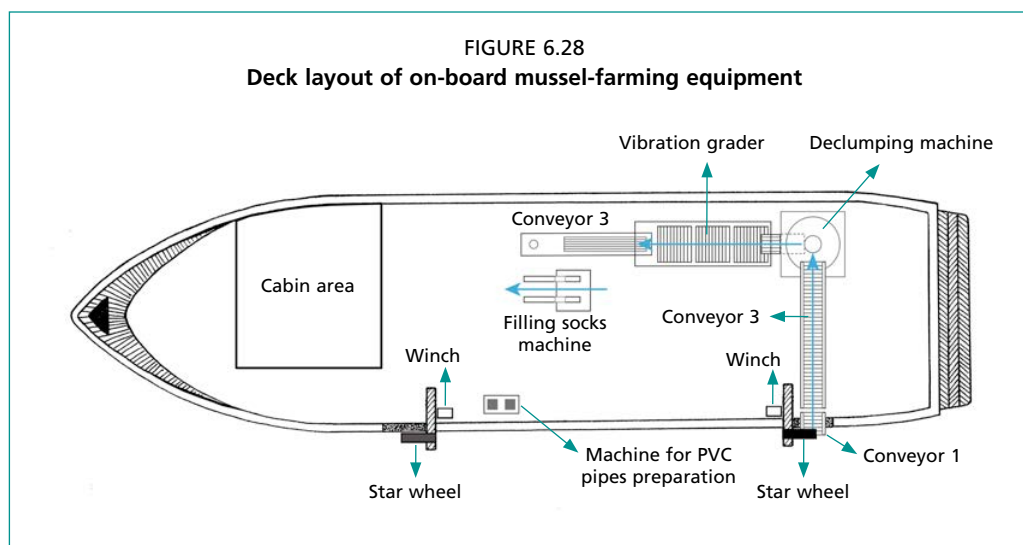 FIGURE 6.28
Deck layout of on-board mussel-farming equipment
Vibration grader
Declumping machine
Conveyor 3
Cabin area
Filling socks
machine
Conveyor 3
Winch
Winch
Machine for PVC
pipes preparation
Conveyor 1
Star wheel
Star wheel